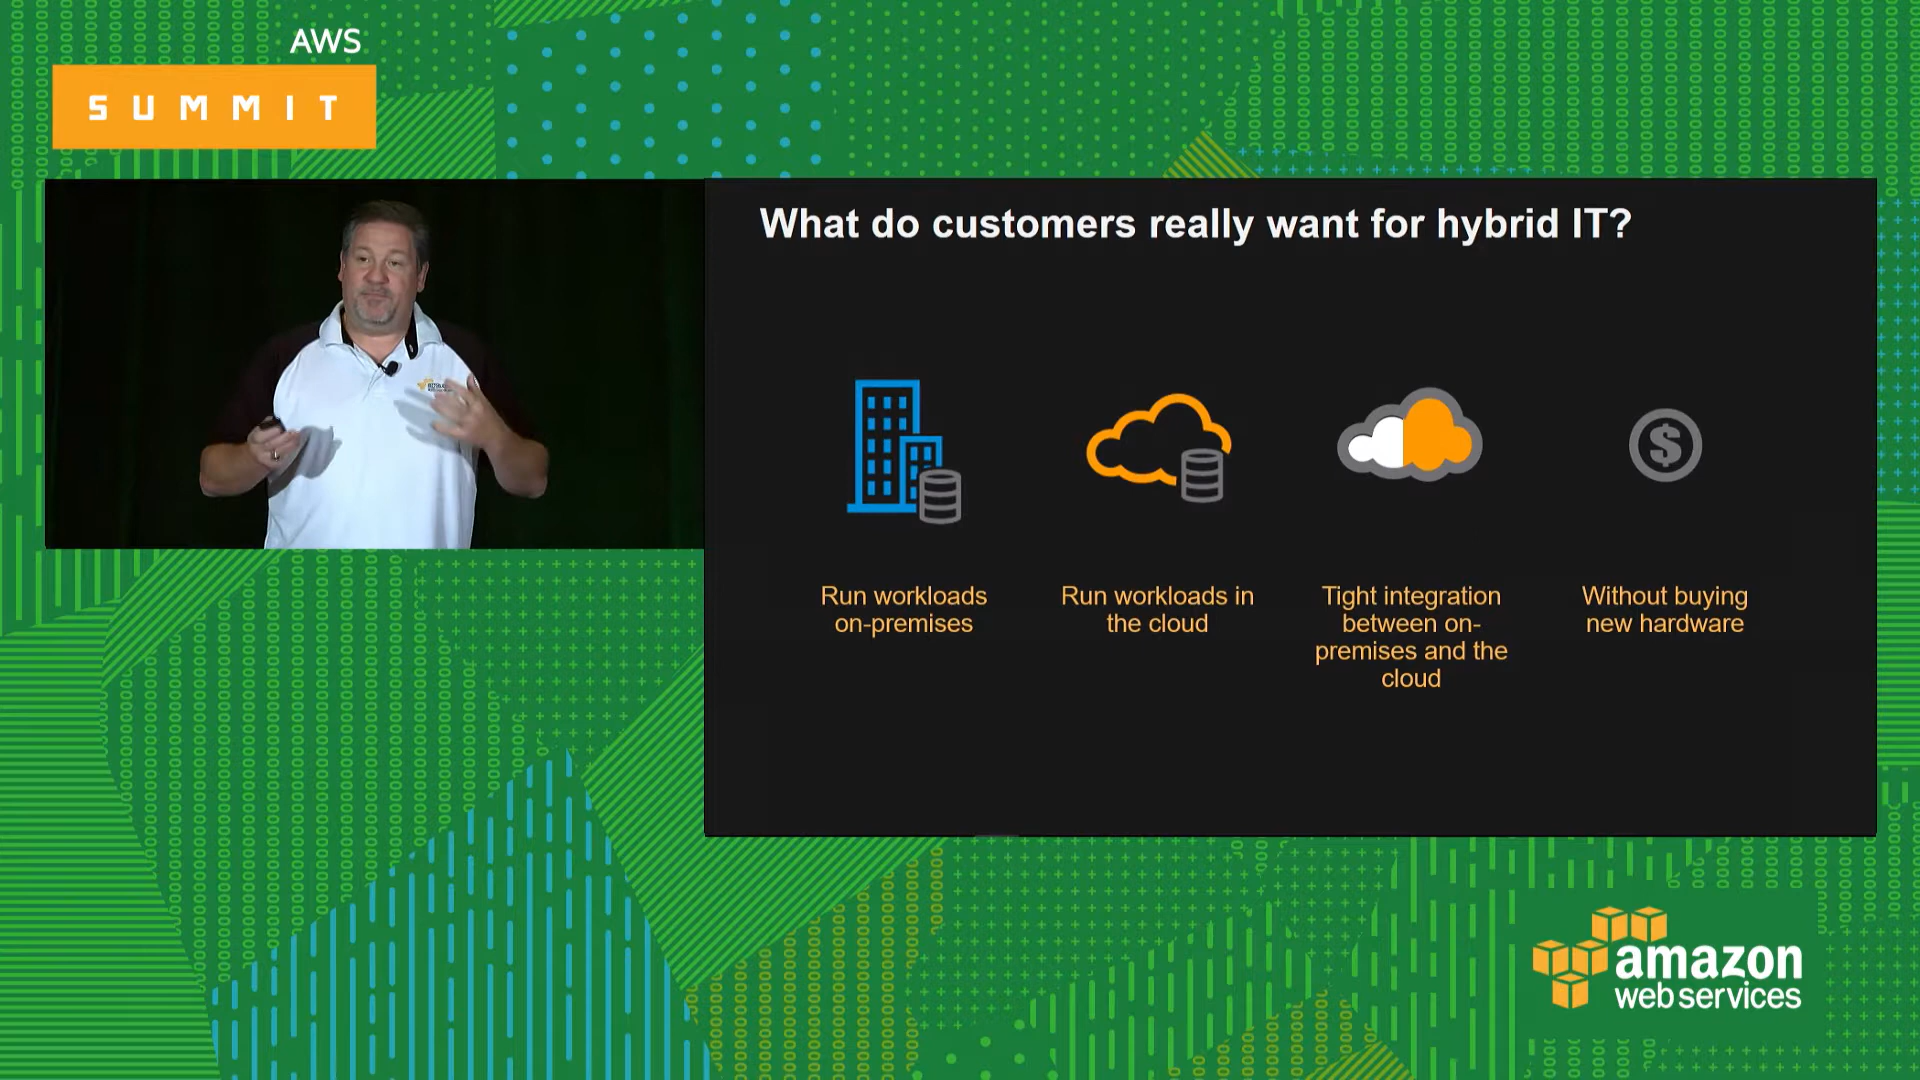 AWS
SUMMIT
What do customers really want for hybrid IT?
$
Run workloads
on-premises
Run workloads in
the cloud
Tight integration
between on-
premises and the
cloud
Without buying
new hardware
amazon
web services